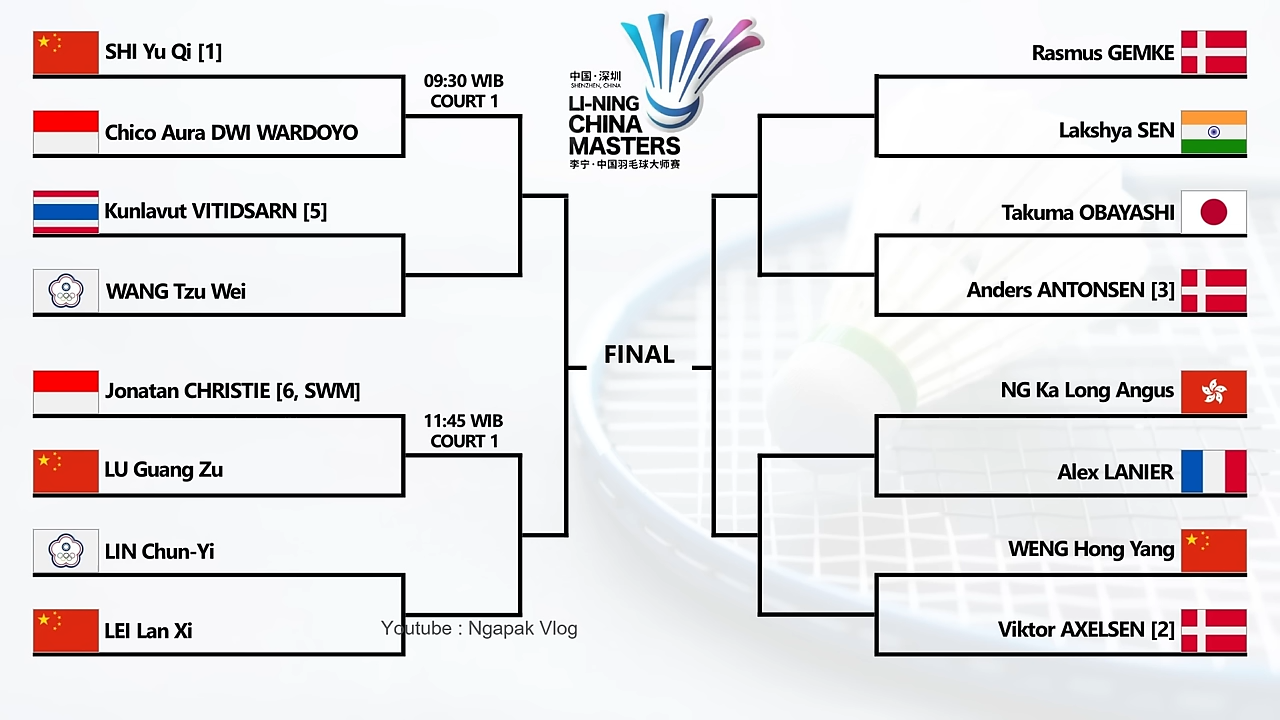 SHI Yu Qi [1]
Chico Aura DWI WARDOYO
Kunlavut VITIDSARN [5]
WANG Tzu Wei
Jonatan CHRISTIE [6, SWM]
LU Guang Zu
LIN Chun-Yi
LEI Lan Xi
09:30 WIB
COURT 1
11:45 WIB
COURT 1
Youtube : Ngapak Vlog
中国·深圳
SHENZHEN, CHINA
LI-NING
CHINA
MASTERS
李宁·中国羽毛球大师赛
FINAL
Rasmus GEMKE
Lakshya SEN
Takuma OBAYASHI
Anders ANTONSEN [3]
NG Ka Long Angus
Alex LANIER
WENG Hong Yang
Viktor AXELSEN [2]